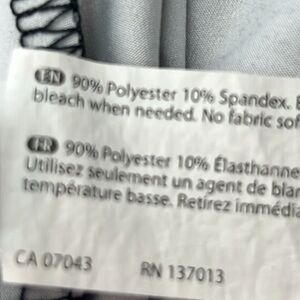 EN 90% Polyester 10% Spandex.
bleach when needed. No fabric sof
FR 90% Polyester 10% Élasthanne
Utilisez seulement un agent de blan
température basse. Retirez immédia
CA 07043 RN 137013